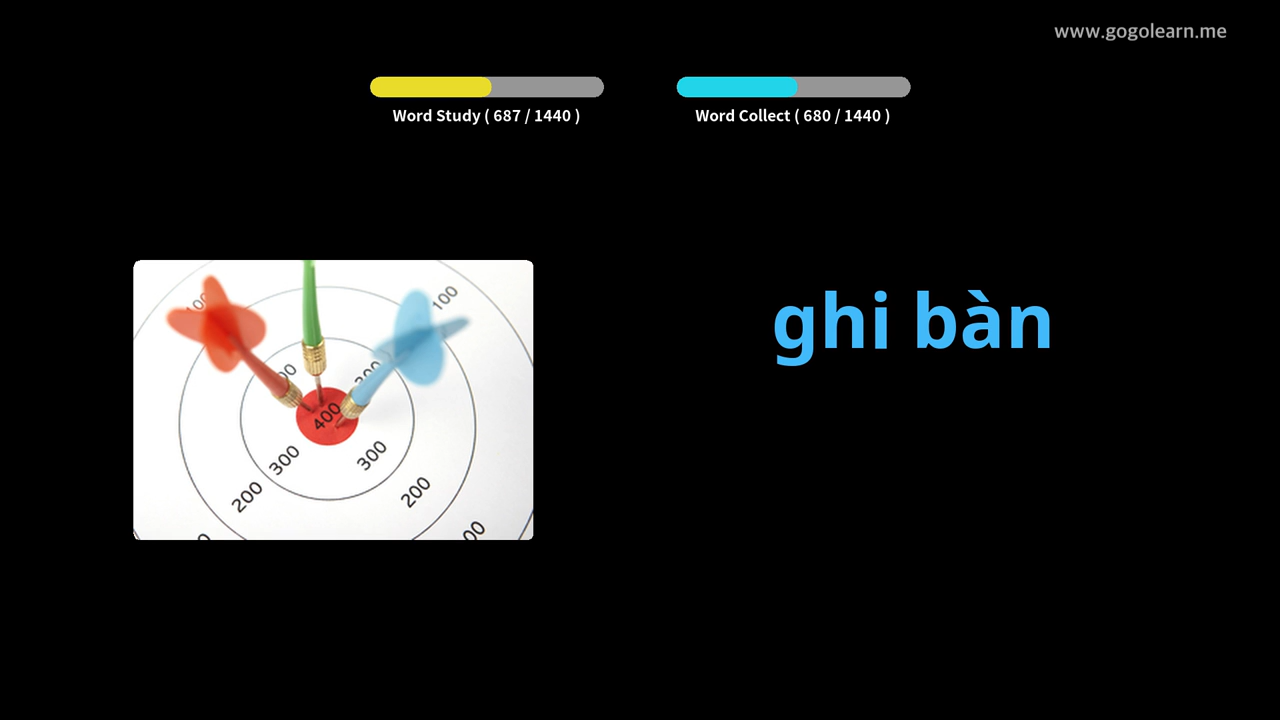 www.gogolearn.me
Word Study ( 687 / 1440 )
Word Collect ( 680 / 1440 )
ghi bàn
100
100
400
300
300
200
200